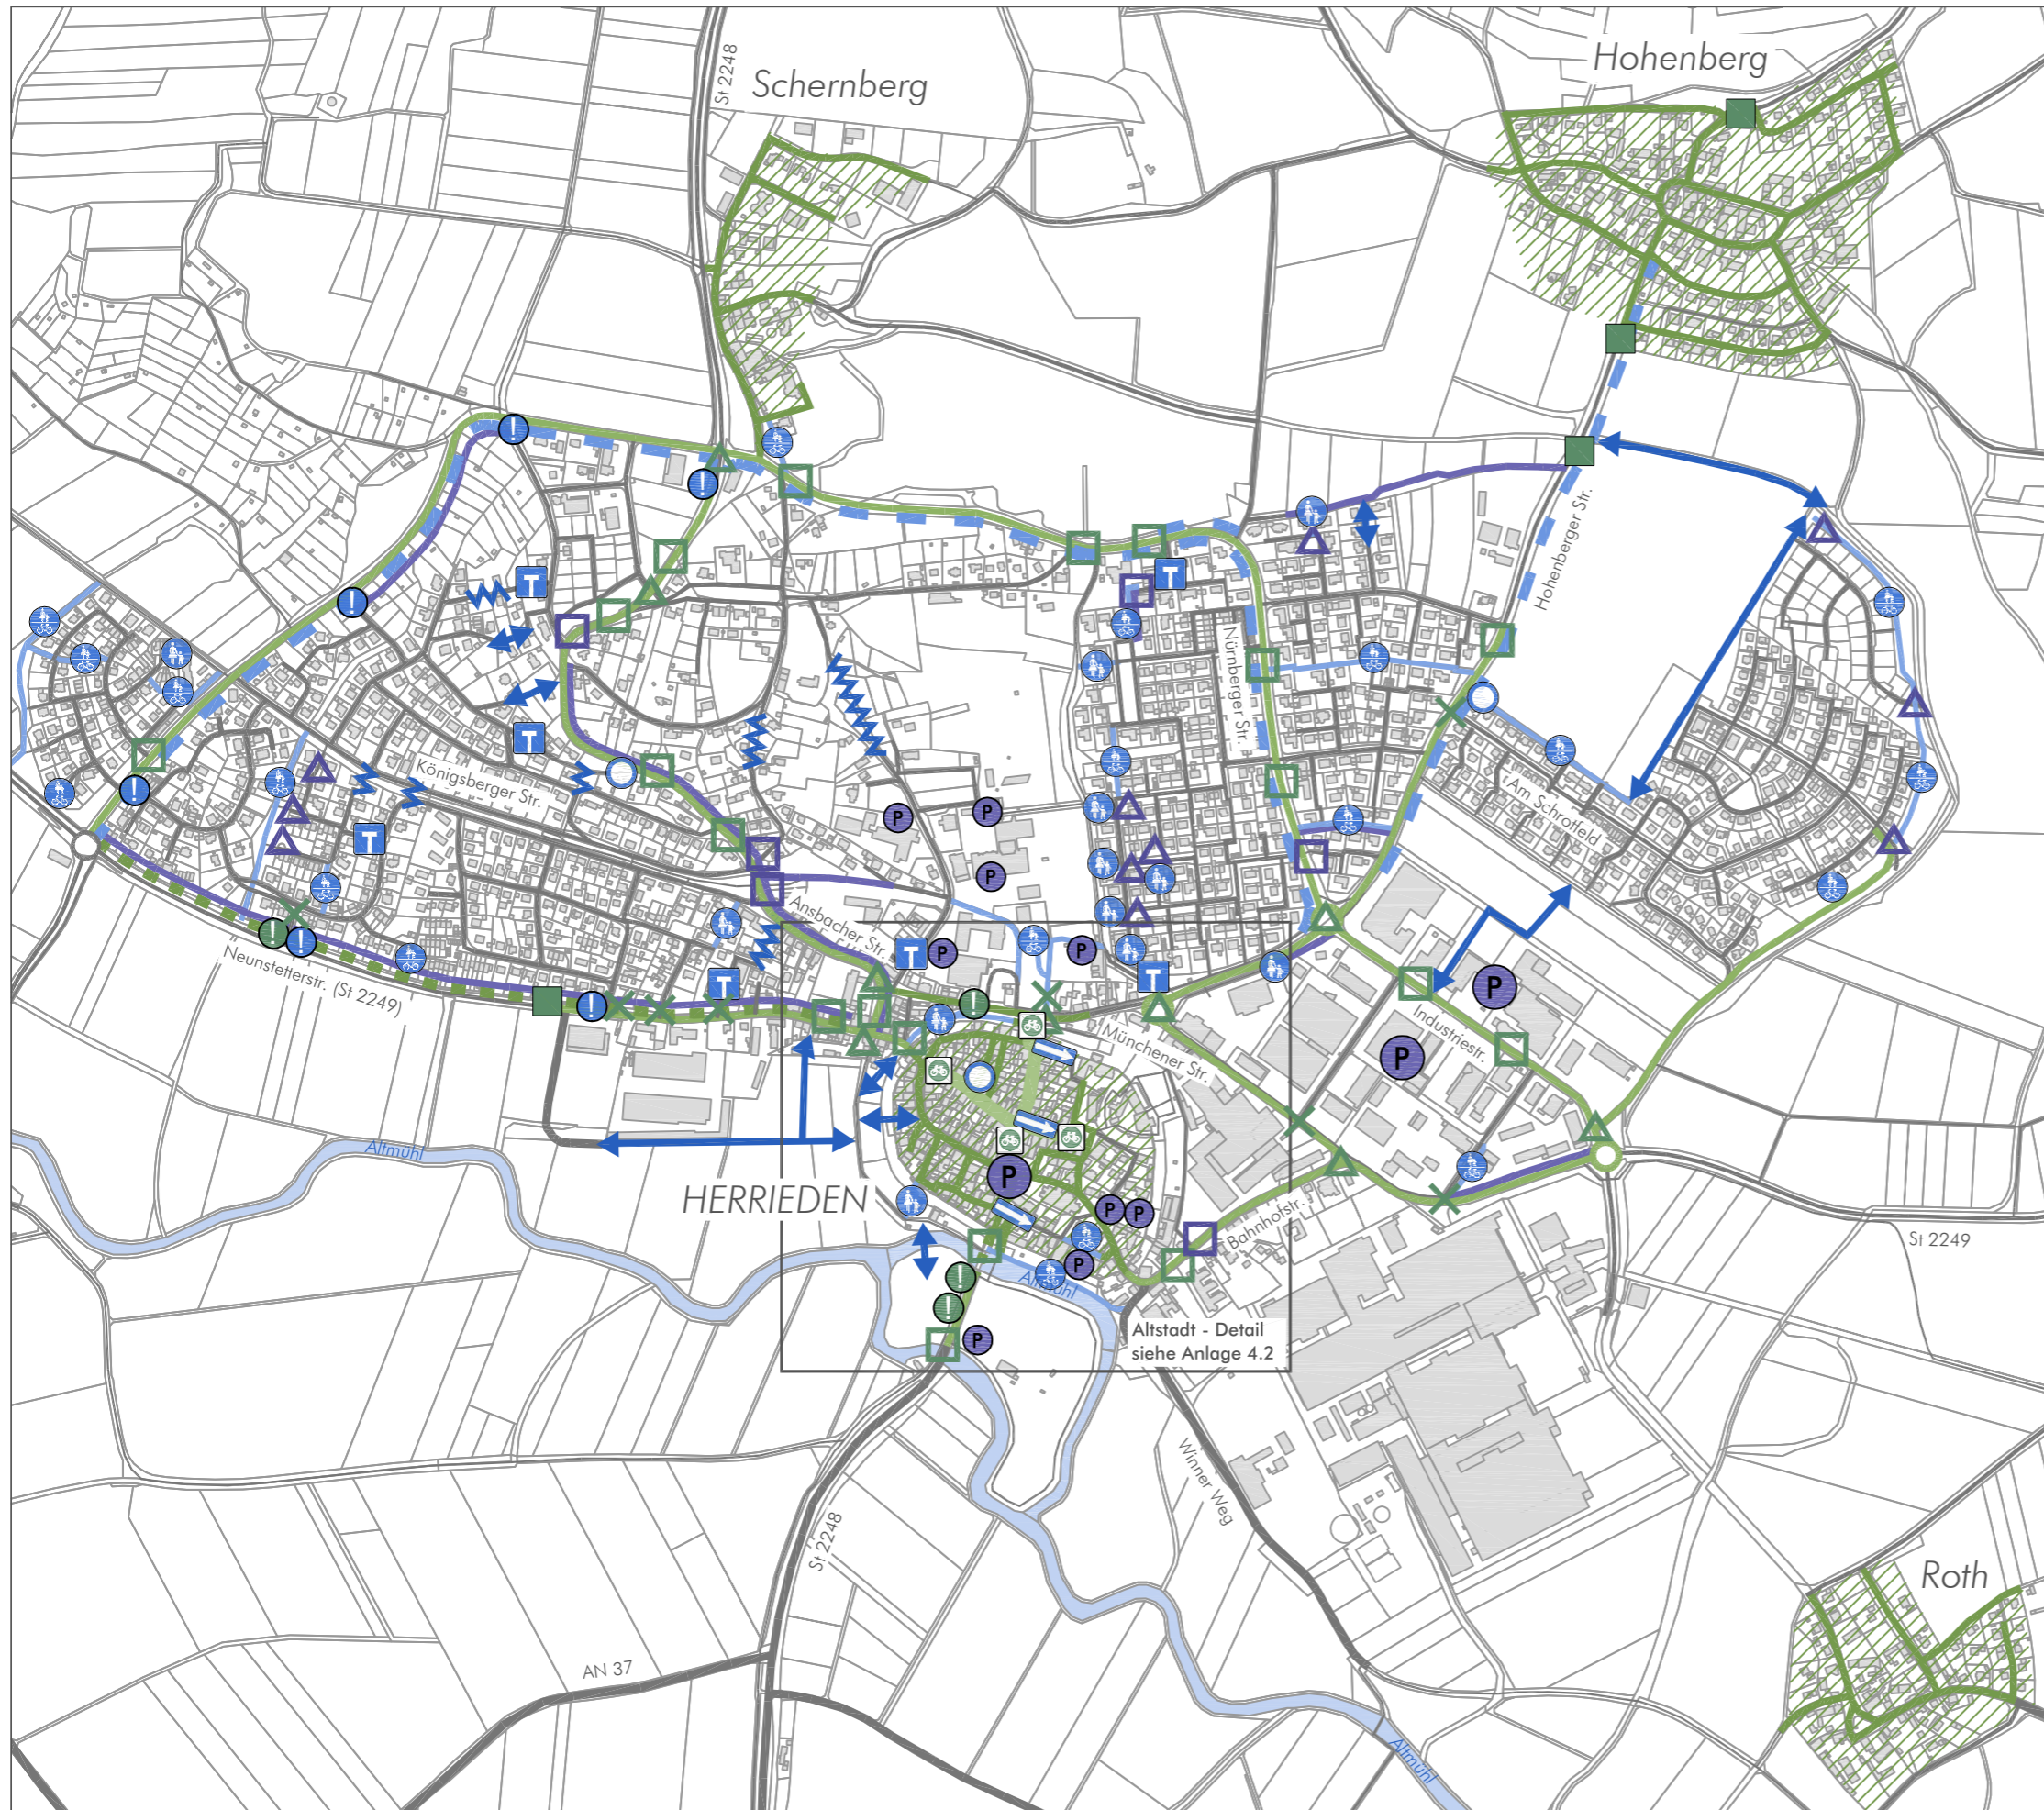 Hohenberg
Schernberg
St 2248
Hohenberger Str.
Nürnberger Str.
Königsberger Str.
Am Schrotfeld
Ansbacher Str.
Neunstetterstr. (St 2249)
Industriestr.
Münchener Str.
Altmühl
HERRIEDEN
Bahnhofstr.
St 2249
Altmühl
Altstadt - Detail
siehe Anlage 4.2
Winner Weg
St 2248
Roth
AN 37
Altmühl
!
!
!
!
!
!
!
!
!
!
T
T
T
T
T
T
T
P
P
P
P
P
P
P
P
P
P
P
P